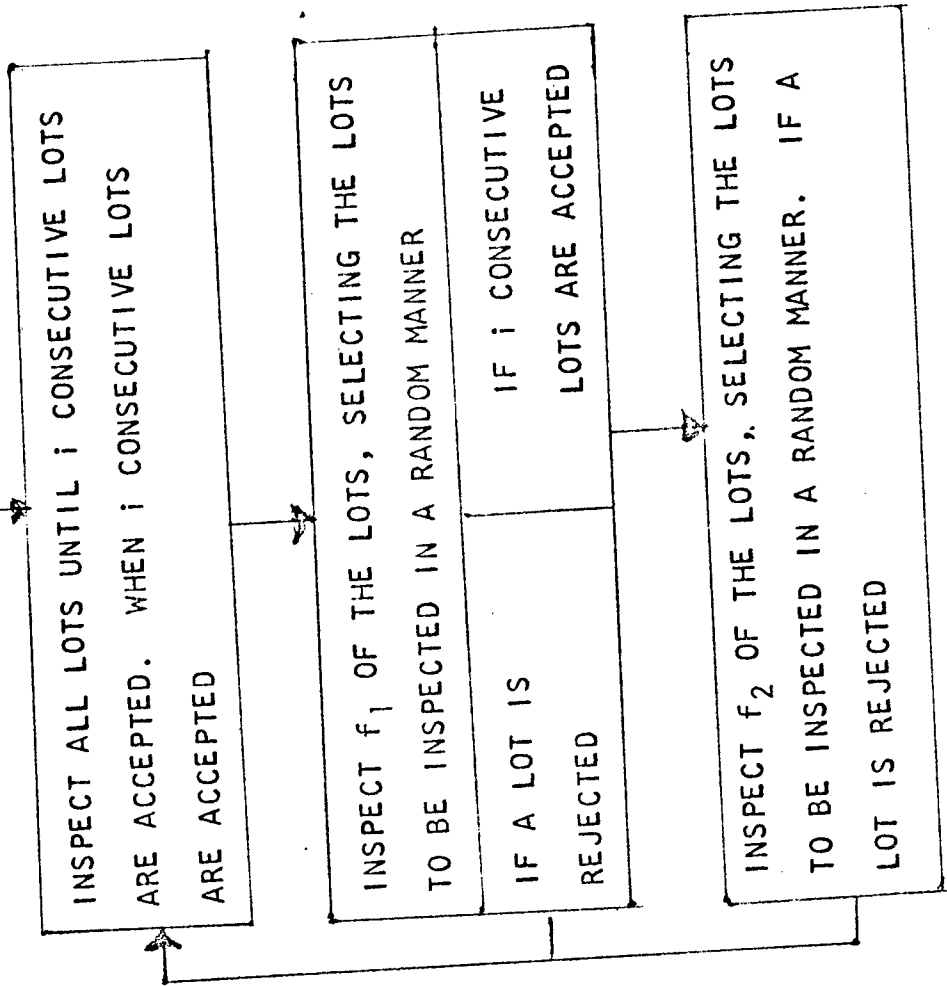 INSPECT ALL LOTS UNTIL i CONSECUTIVE LOTS
ARE ACCEPTED. WHEN i CONSECUTIVE LOTS
ARE ACCEPTED
INSPECT f₁ OF THE LOTS, SELECTING THE LOTS
TO BE INSPECTED IN A RANDOM MANNER
IF A LOT IS
REJECTED
IF i CONSECUTIVE
LOTS ARE ACCEPTED
INSPECT f₂ OF THE LOTS, SELECTING THE LOTS
TO BE INSPECTED IN A RANDOM MANNER. IF A
LOT IS REJECTED